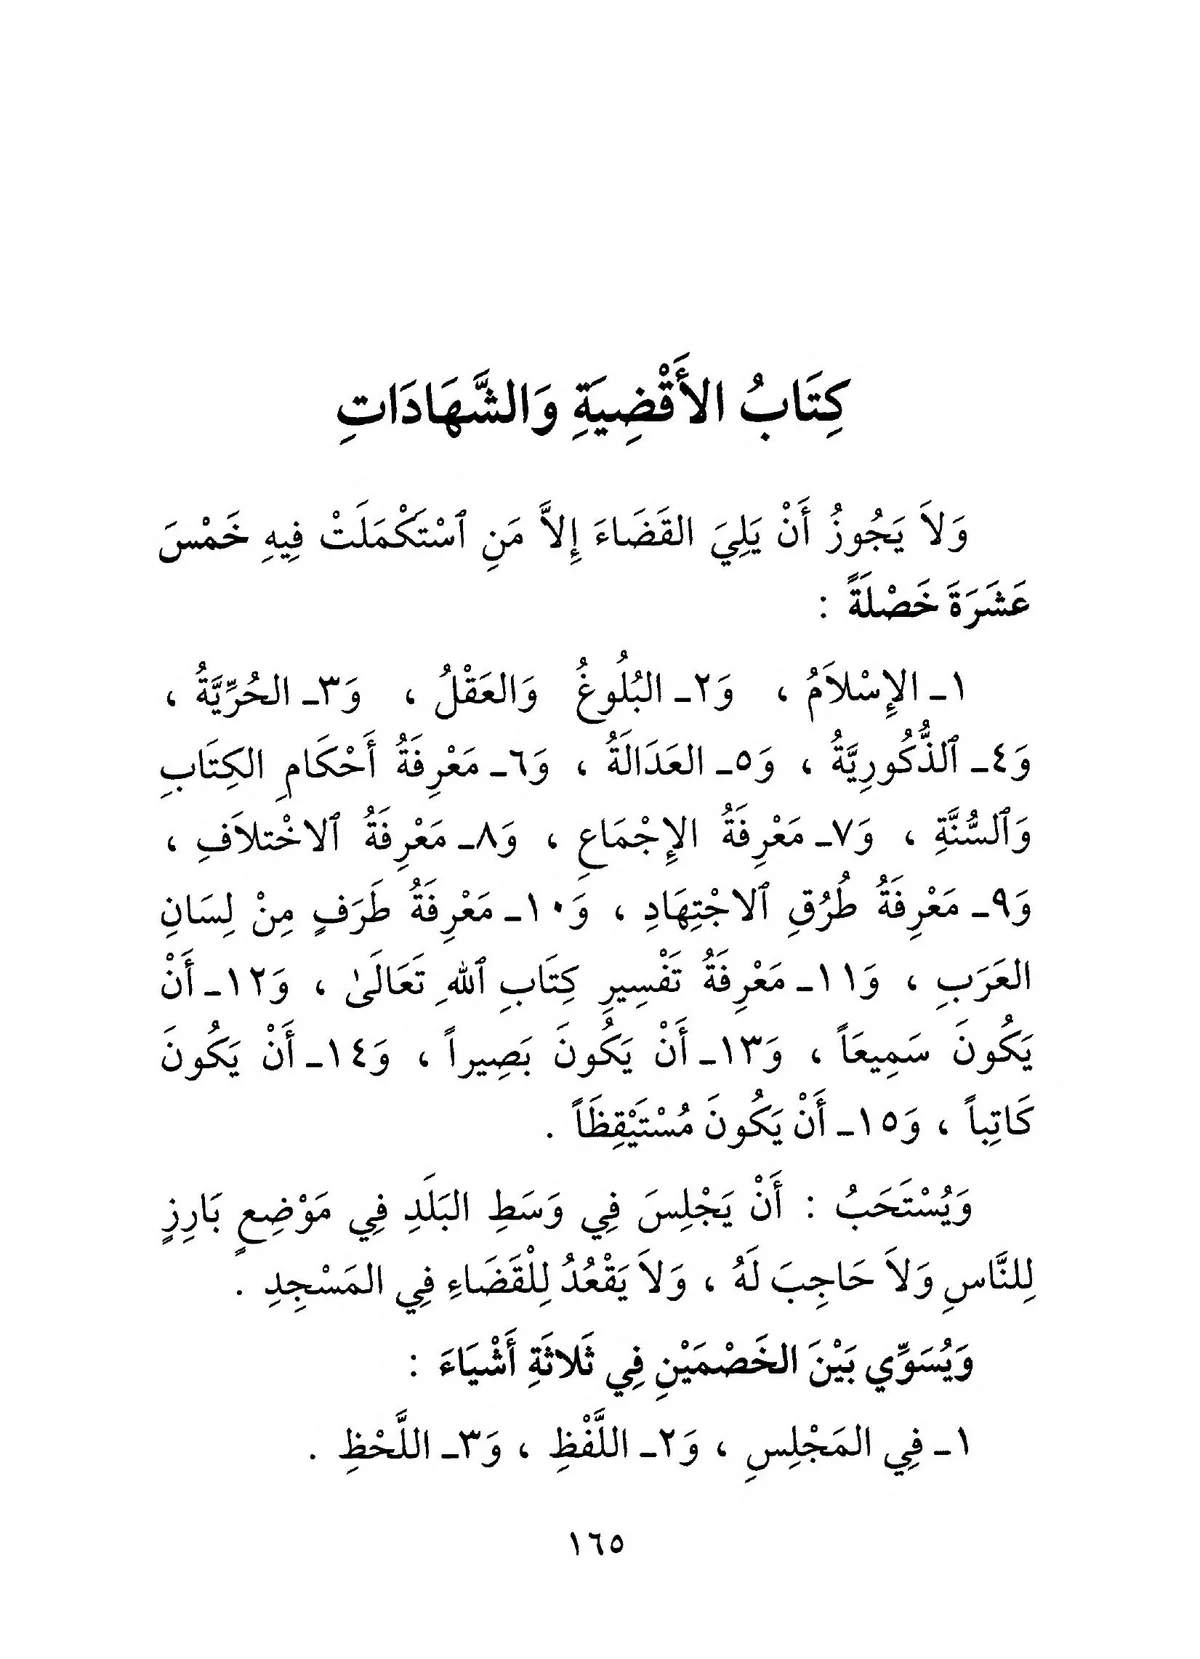 كِتَابُ الأَقْضِيَةِ وَالشَّهَادَاتِ
وَلاَ يَجُوزُ أَنْ يَلِيَ القَضَاءَ إِلاَّ مَنِ ٱسْتَكْمَلَتْ فِيهِ خَمْسَ
عَشَرَةَ خَصْلَةً :
١ـ الإِسْلاَمُ ، وَ٢ـ البُلُوغُ وَالعَقْلُ ، وَ٣ـ الحُرِّيَّةُ ،
وَ٤ـ ٱلذُّكُورِيَّةُ ، وَ٥ـ العَدَالَةُ ، وَ٦ـ مَعْرِفَةُ أَحْكَامِ الكِتَابِ
وَٱلسُّنَّةِ ، وَ٧ـ مَعْرِفَةُ الإِجْمَاعِ ، وَ٨ـ مَعْرِفَةُ ٱلاخْتلاَفِ ،
وَ٩ـ مَعْرِفَةُ طُرُقِ ٱلاجْتِهَادِ ، وَ١٠ـ مَعْرِفَةُ طَرَفٍ مِنْ لِسَانِ
العَرَبِ ، وَ١١ـ مَعْرِفَةُ تَفْسِيرِ كِتَابِ ٱللهِ تَعَالَىٰ ، وَ١٢ـ أَنْ
يَكُونَ سَمِيعَاً ، وَ١٣ـ أَنْ يَكُونَ بَصِيراً ، وَ١٤ـ أَنْ يَكُونَ
كَاتِباً ، وَ١٥ـ أَنْ يَكُونَ مُسْتَيْقِظَاً .
وَيُسْتَحَبُ : أَنْ يَجْلِسَ فِي وَسَطِ البَلَدِ فِي مَوْضِعٍ بَارِزٍ
لِلنَّاسِ وَلاَ حَاجِبَ لَهُ ، وَلاَ يَقْعُدُ لِلْقَضَاءِ فِي المَسْجِدِ .
وَيُسَوِّي بَيْنَ الخَصْمَيْنِ فِي ثَلاثَةِ أَشْيَاءَ :
١ـ فِي المَجْلِسِ ، وَ٢ـ اللَّفْظِ ، وَ٣ـ اللَّحْظِ .
١٦٥